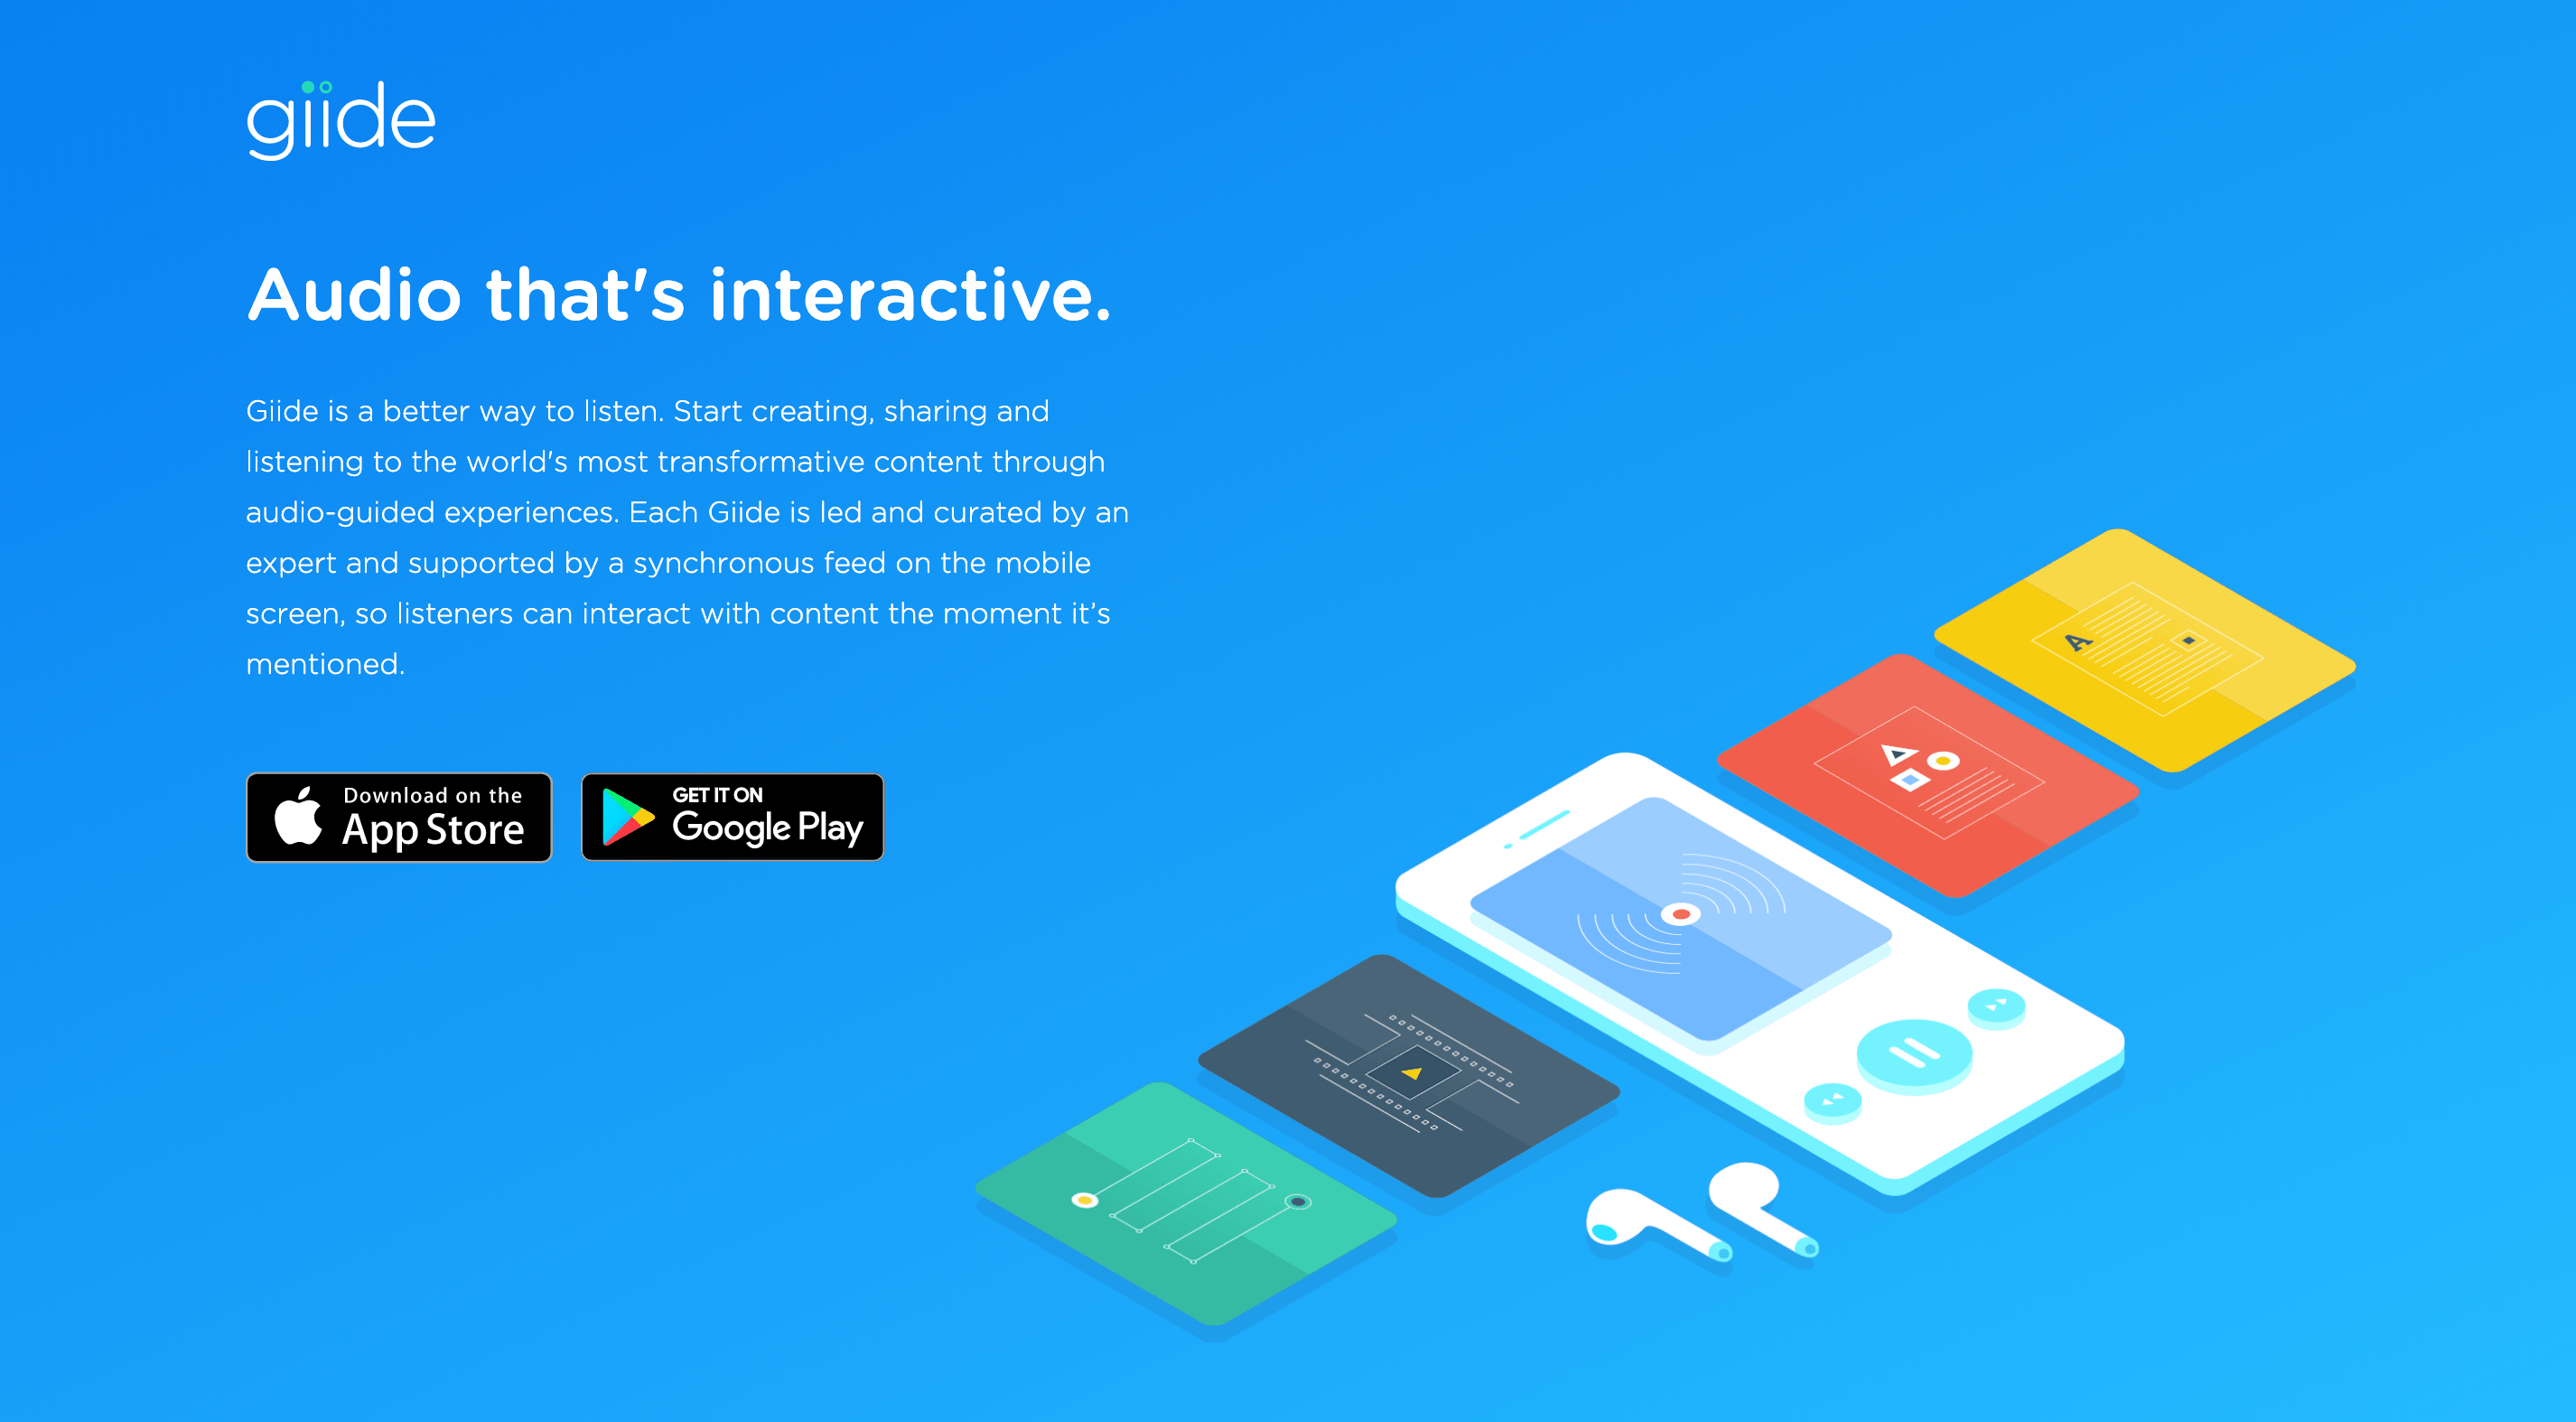 giide
Audio that's interactive.
Giide is a better way to listen. Start creating, sharing and
listening to the world's most transformative content through
audio-guided experiences. Each Giide is led and curated by an
expert and supported by a synchronous feed on the mobile
screen, so listeners can interact with content the moment it’s
mentioned.
Download on the
App Store
GET IT ON
Google Play
A